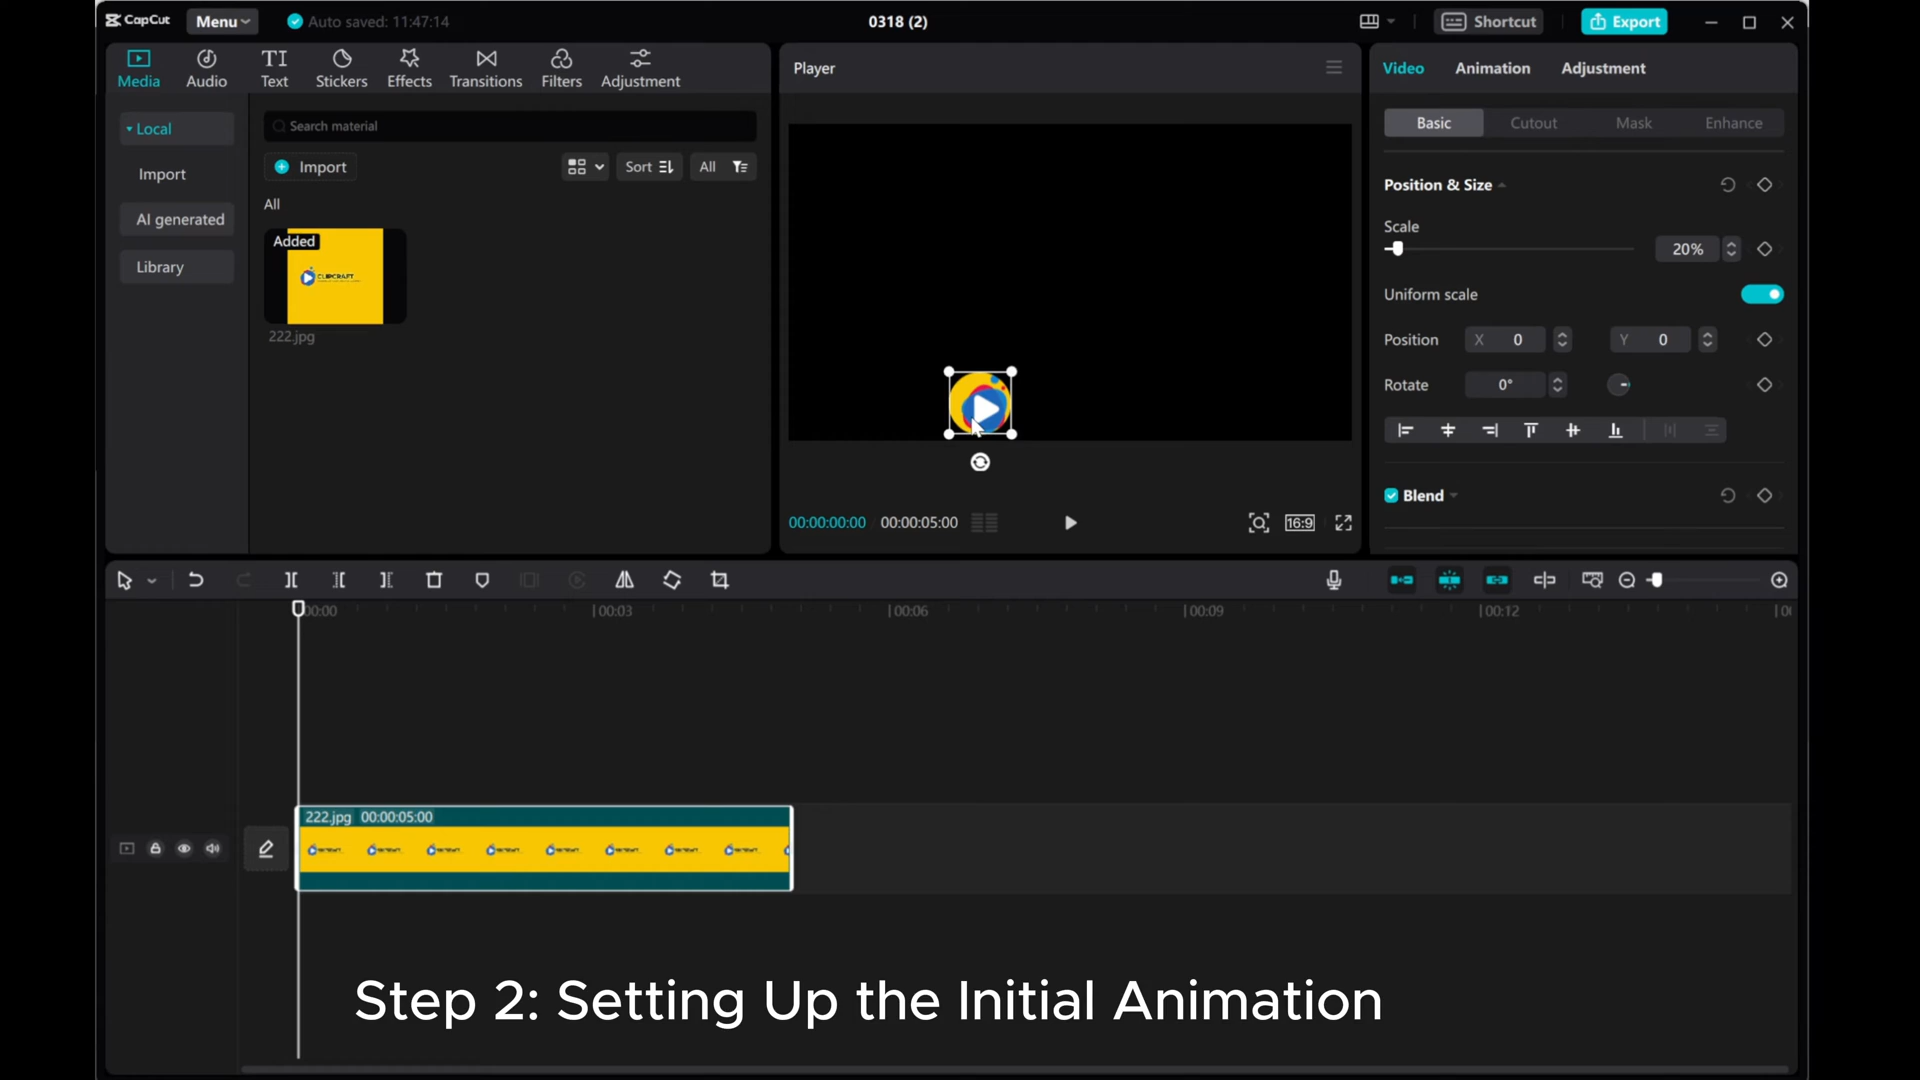 CapCut
Menu
Auto saved: 11:47:14
0318 (2)
Shortcut
Export
Media
Audio
Text
Stickers
Effects
Transitions
Filters
Adjustment
Local
Import
AI generated
Library
Search material
Import
Sort
All
All
Added
CLIPCRAFT
222.jpg
Player
00:00:00:00
00:00:05:00
16:9
Video
Animation
Adjustment
Basic
Cutout
Mask
Enhance
Position & Size
Scale
20%
Uniform scale
Position
X 0
Y 0
Rotate
0°
Blend
00:00
00:03
00:06
00:09
00:12
222.jpg 00:00:05:00
Step 2: Setting Up the Initial Animation